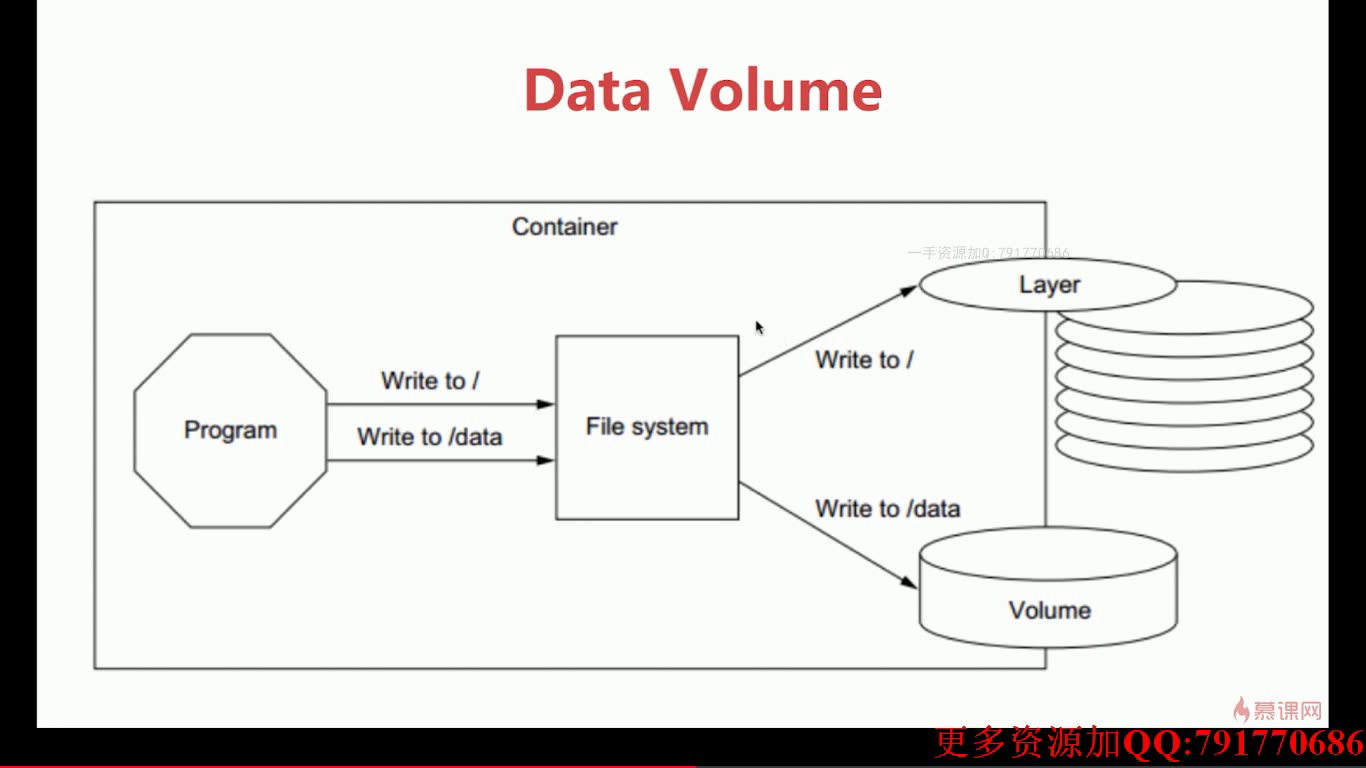 Data Volume
Container
一手资源加Q:791770686
Layer
Write to /
Write to /
Program
File system
Write to /data
Write to /data
Volume
慕课网
更多资源加QQ:791770686